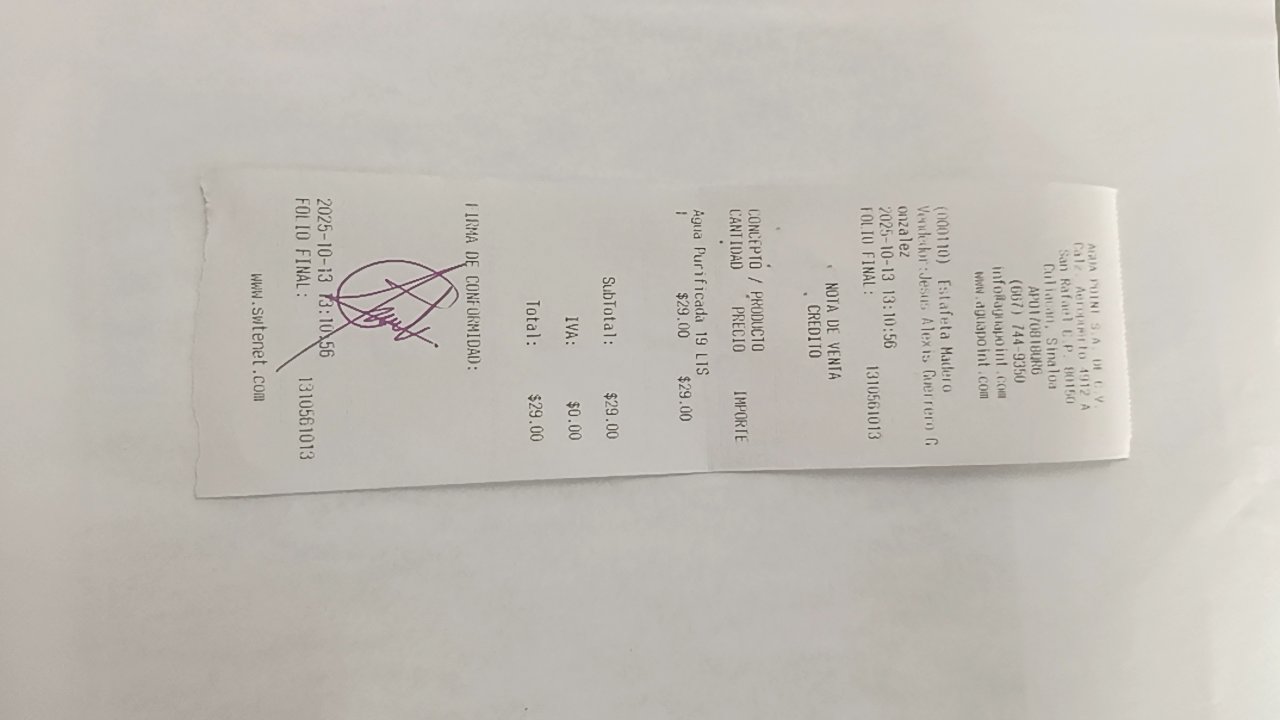 AGUA POINT S.A. DE C.V.
Calz. Aeropuerto 4912 A
San Rafael C.P. 80150
Culiacan, Sinaloa
(667) 744-9350
info@aguapoint.com
www.aguapoint.com
(000110) Estafeta Madero
Vendedor:Jesus Alexis Guerrero G
onzalez
2025-10-13 13:10:56
FOLIO FINAL: 1310561013
NOTA DE VENTA
CREDITO
CONCEPTO / PRODUCTO
CANTIDAD PRECIO IMPORTE
Agua Purificada 19 LTS
1 $29.00 $29.00
SubTotal: $29.00
IVA: $0.00
Total: $29.00
FIRMA DE CONFORMIDAD:
2025-10-13 13:10:56
FOLIO FINAL: 1310561013
www.swtenet.com